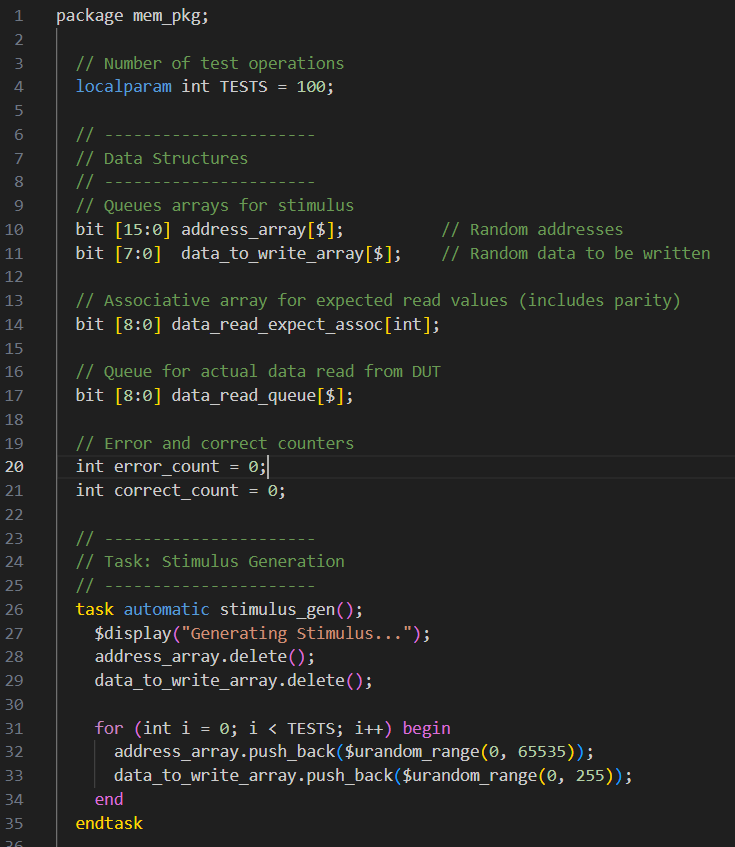 1 package mem_pkg;
2
3 // Number of test operations
4 localparam int TESTS = 100;
5
6 // ----------------------
7 // Data Structures
8 // ----------------------
9 // Queues arrays for stimulus
10 bit [15:0] address_array[$]; // Random addresses
11 bit [7:0]  data_to_write_array[$]; // Random data to be written
12
13 // Associative array for expected read values (includes parity)
14 bit [8:0] data_read_expect_assoc[int];
15
16 // Queue for actual data read from DUT
17 bit [8:0] data_read_queue[$];
18
19 // Error and correct counters
20 int error_count = 0;
21 int correct_count = 0;
22
23 // ----------------------
24 // Task: Stimulus Generation
25 // ----------------------
26 task automatic stimulus_gen();
27 $display("Generating Stimulus...");
28 address_array.delete();
29 data_to_write_array.delete();
30
31 for (int i = 0; i < TESTS; i++) begin
32 address_array.push_back($urandom_range(0, 65535));
33 data_to_write_array.push_back($urandom_range(0, 255));
34 end
35 endtask
36